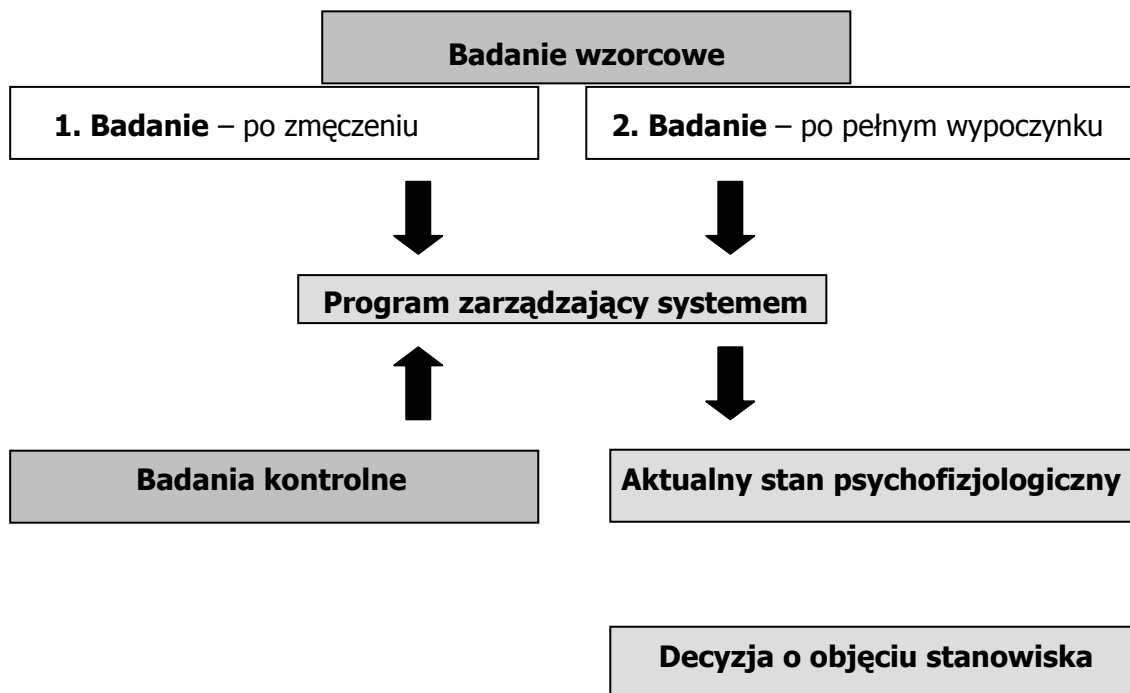 Badanie wzorcowe
1. Badanie – po zmęczeniu
2. Badanie – po pełnym wypoczynku
Program zarządzający systemem
Badania kontrolne
Aktualny stan psychofizjologiczny
Decyzja o objęciu stanowiska